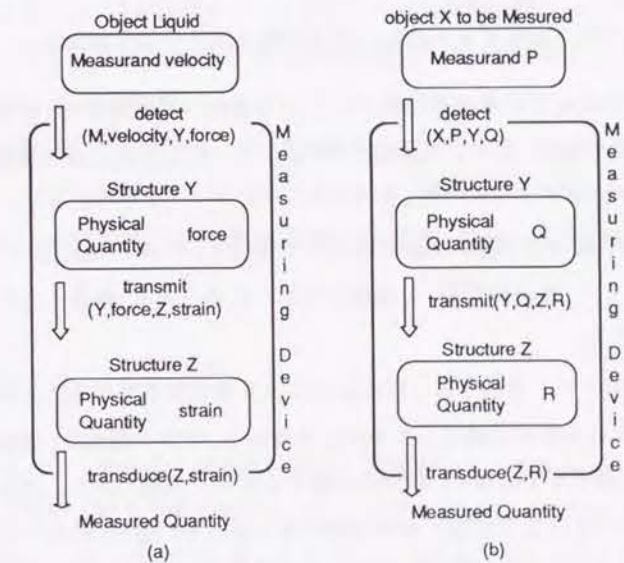 Object Liquid
Measurand velocity
detect
(M,velocity,Y,force)
Structure Y
Physical
Quantity
force
transmit
(Y,force,Z,strain)
Structure Z
Physical
Quantity
strain
transduce(Z,strain)
Measured Quantity
(a)
Measuring Device
object X to be Mesured
Measurand P
detect
(X,P,Y,Q)
Structure Y
Physical
Quantity
Q
transmit(Y,Q,Z,R)
Structure Z
Physical
Quantity
R
transduce(Z,R)
Measured Quantity
(b)
Measuring Device